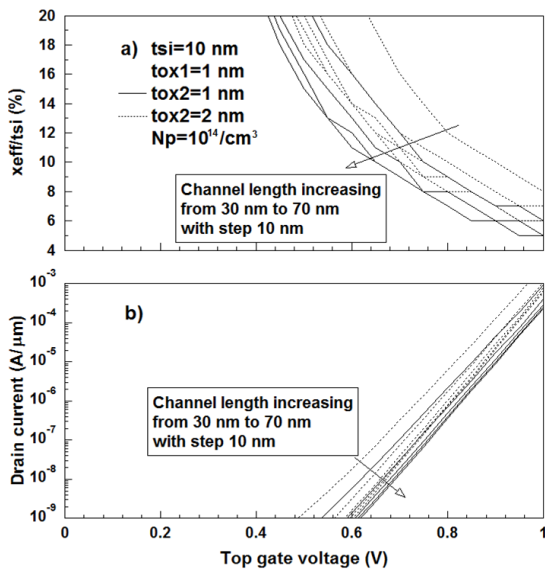 20
18
16
14
12
10
8
6
4
xeff/tsi (%)
a) tsi=10 nm
tox1=1 nm
tox2=1 nm
tox2=2 nm
Np=10¹⁴/cm³
Channel length increasing
from 30 nm to 70 nm
with step 10 nm
10⁻³
10⁻⁴
10⁻⁵
10⁻⁶
10⁻⁷
10⁻⁸
10⁻⁹
Drain current (A/μm)
b)
Channel length increasing
from 30 nm to 70 nm
with step 10 nm
0 0.2 0.4 0.6 0.8 1
Top gate voltage (V)